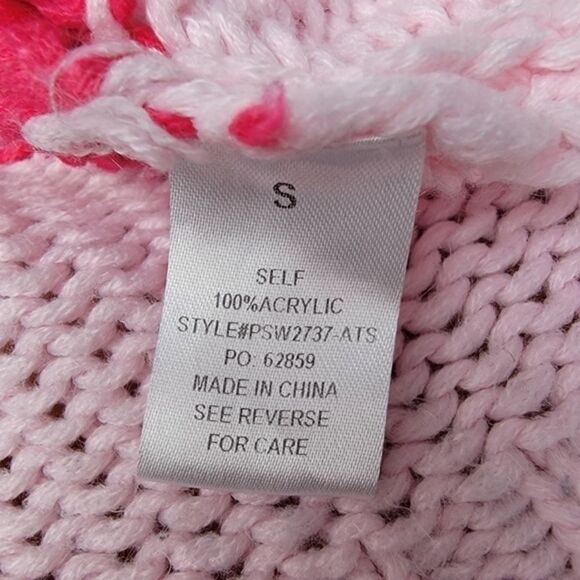 S
SELF
100%ACRYLIC
STYLE#PSW2737-ATS
PO: 62859
MADE IN CHINA
SEE REVERSE
FOR CARE